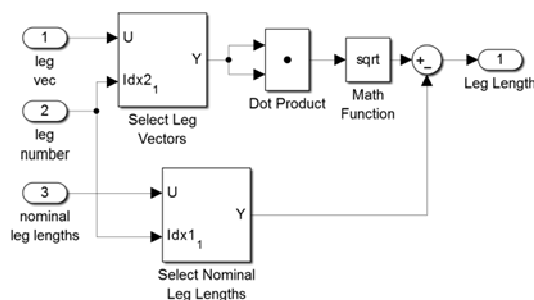 1
leg
vec
2
leg
number
3
nominal
leg lengths
U
Idx2 1
Y
Select Leg
Vectors
Dot Product
sqrt
Math
Function
+
−
1
Leg Length
U
Idx1 1
Y
Select Nominal
Leg Lengths